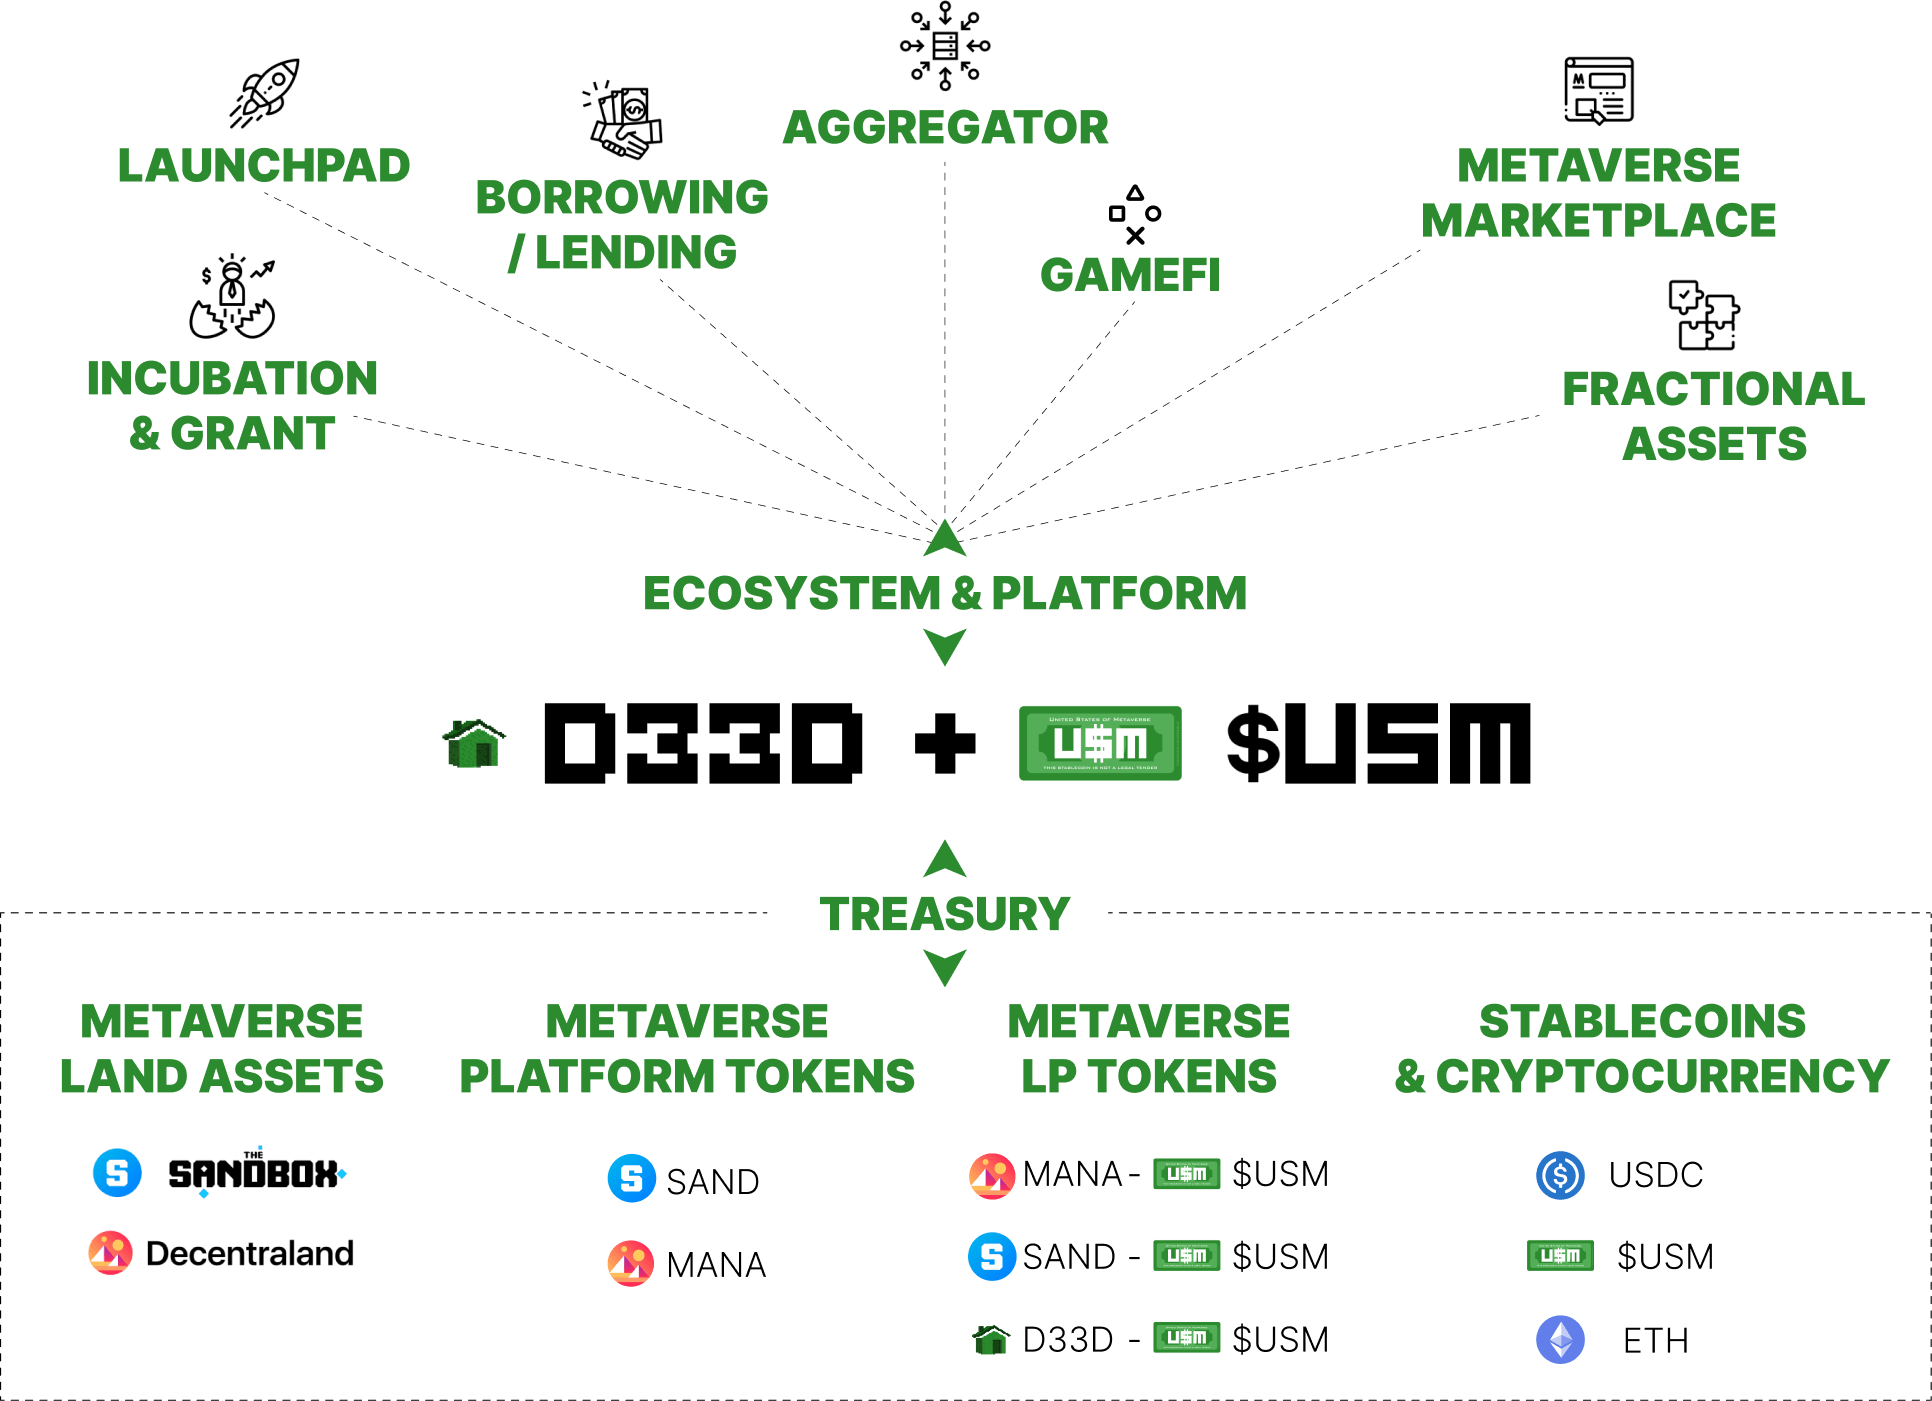 AGGREGATOR
LAUNCHPAD
BORROWING
/ LENDING
METAVERSE
MARKETPLACE
GAMEFI
INCUBATION
& GRANT
FRACTIONAL
ASSETS
ECOSYSTEM & PLATFORM
D33D + UNITED STATES OF METAVERSE U$M THIS STABLECOIN IS NOT A LEGAL TENDER $USM
TREASURY
METAVERSE
LAND ASSETS
S THE SANDBOX
Decentraland
METAVERSE
PLATFORM TOKENS
S SAND
MANA
METAVERSE
LP TOKENS
MANA - U$M $USM
S SAND - U$M $USM
D33D - U$M $USM
STABLECOINS
& CRYPTOCURRENCY
$ USDC
U$M $USM
ETH